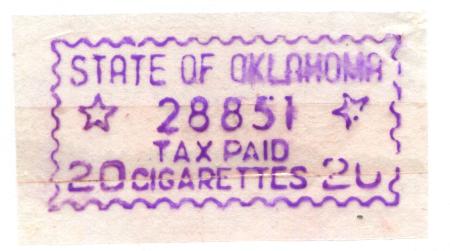 STATE OF OKLAHOMA
28851
TAX PAID
20 CIGARETTES 20